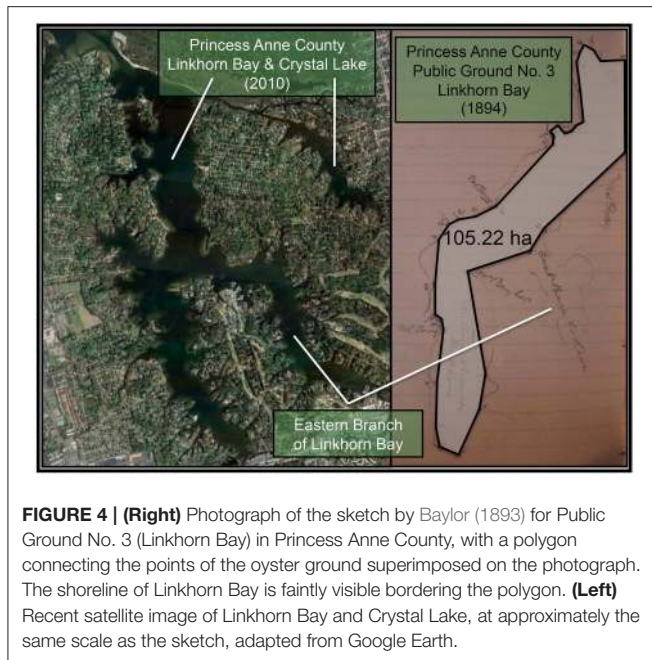 Princess Anne County
Linkhorn Bay & Crystal Lake
(2010)
Princess Anne County
Public Ground No. 3
Linkhorn Bay
(1894)
105.22 ha
Eastern Branch
of Linkhorn Bay
FIGURE 4 | (Right) Photograph of the sketch by Baylor (1893) for Public
Ground No. 3 (Linkhorn Bay) in Princess Anne County, with a polygon
connecting the points of the oyster ground superimposed on the photograph.
The shoreline of Linkhorn Bay is faintly visible bordering the polygon. (Left)
Recent satellite image of Linkhorn Bay and Crystal Lake, at approximately the
same scale as the sketch, adapted from Google Earth.